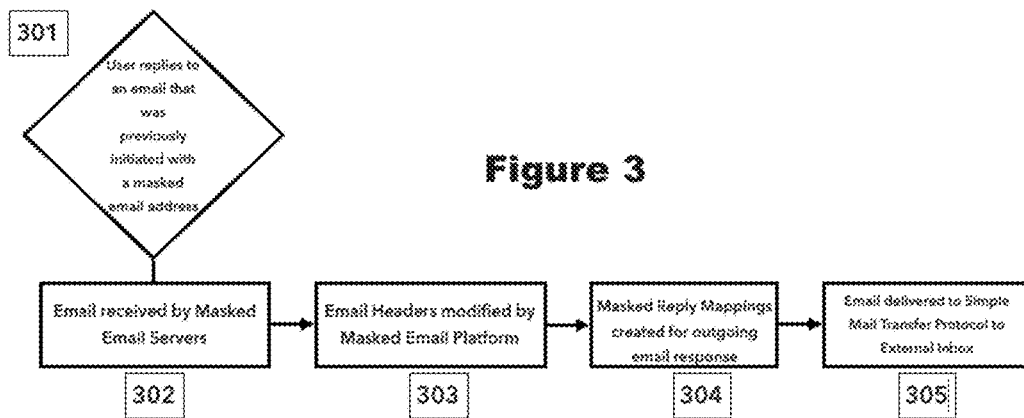 301
User replies to
an email that
was
previously
initiated with
a masked
email address
Figure 3
Email received by Masked
Email Servers
Email Headers modified by
Masked Email Platform
Masked Reply Mappings
created for outgoing
email response
Email delivered to Simple
Mail Transfer Protocol to
External Inbox
302
303
304
305